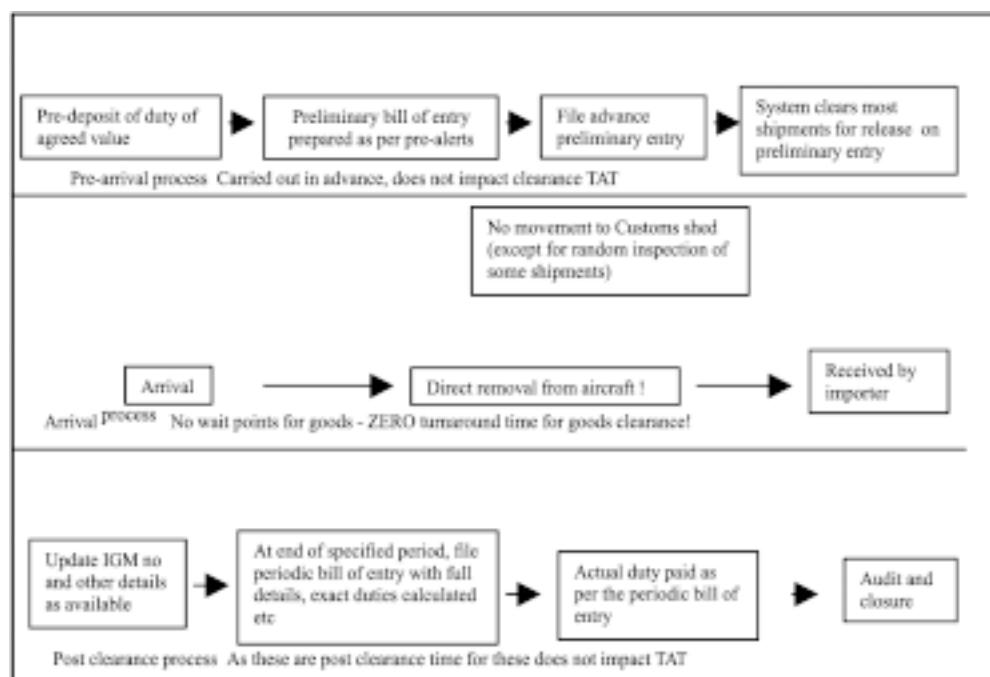 Pre-deposit of duty of
agreed value
Preliminary bill of entry
prepared as per pre-alerts
File advance
preliminary entry
System clears most
shipments for release on
preliminary entry
Pre-arrival process Carried out in advance, does not impact clearance TAT
No movement to Customs shed
(except for random inspection of
some shipments)
Arrival
Direct removal from aircraft !
Received by
importer
Arrival process No wait points for goods - ZERO turnaround time for goods clearance!
Update IGM no
and other details
as available
At end of specified period, file
periodic bill of entry with full
details, exact duties calculated
etc
Actual duty paid as
per the periodic bill of
entry
Audit and
closure
Post clearance process As these are post clearance time for these does not impact TAT